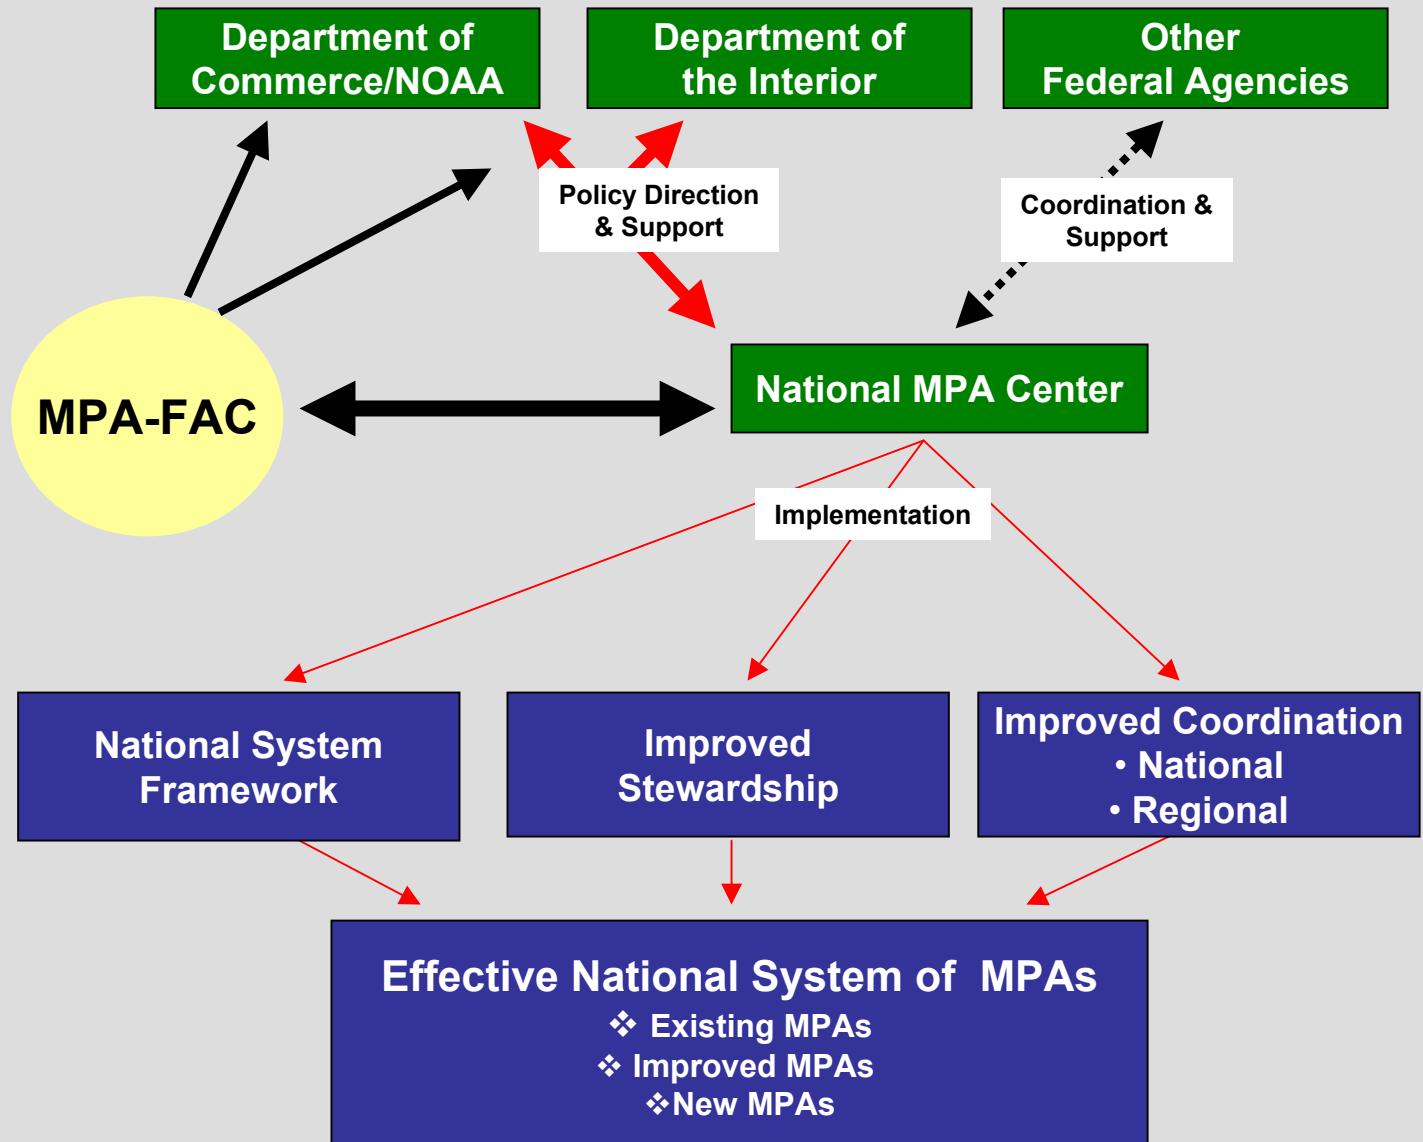 Department of
Commerce/NOAA
Department of
the Interior
Other
Federal Agencies
Policy Direction
& Support
Coordination &
Support
MPA-FAC
National MPA Center
Implementation
National System
Framework
Improved
Stewardship
Improved Coordination
• National
• Regional
Effective National System of MPAs
❖ Existing MPAs
❖ Improved MPAs
❖New MPAs